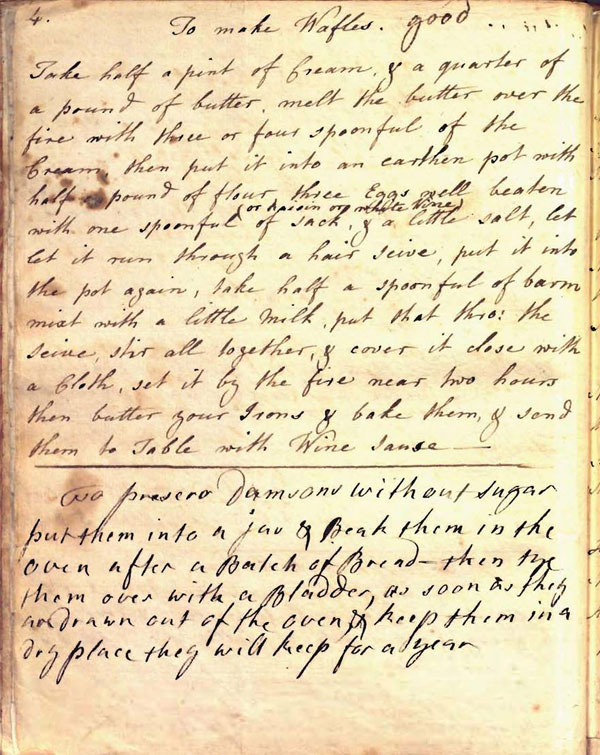 4.
To make Wafles. good
Take half a pint of Cream, & a quarter of
a pound of butter, melt the butter over the
fire with three or four spoonful of the
Cream, then put it into an earthen pot with
half a pound of flour, three Eggs well beaten
(or Raisin or white Wine)
with one spoonful of sack, & a little salt, let
let it run through a hair seive, put it into
the pot again, take half a spoonful of barm
mixt with a little Milk, put that thro: the
seive, stir all together, & cover it close with
a Cloth, set it by the fire near two hours
then butter your Irons & bake them, & send
them to Table with Wine sause
To preserv Damsons without sugar
put them into a jar & Beak them in the
oven after a Batch of Bread - then tye
them over with a Bladder, as soon as they
are drawn out of the oven, & keep them in a
dry place they will keep for a year